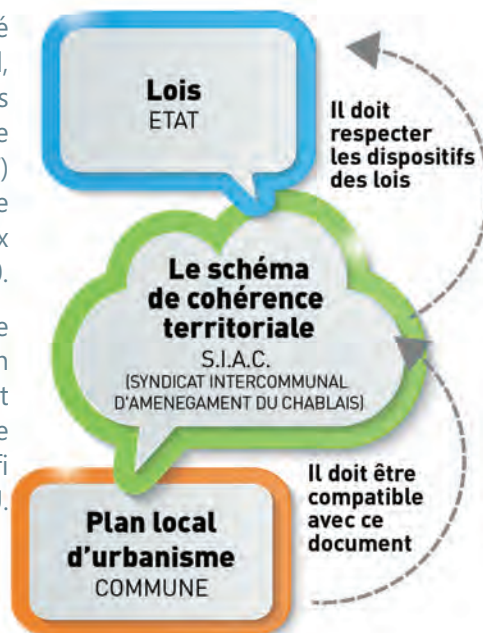 é
l,
s
e
)
e
x
).
e
n
t
e
fi
l.
Lois
ETAT
Il doit
respecter
les dispositifs
des lois
Le schéma
de cohérence
territoriale
S.I.A.C.
(SYNDICAT INTERCOMMUNAL
D'AMENEGAMENT DU CHABLAIS)
Il doit être
compatible
avec ce
document
Plan local
d'urbanisme
COMMUNE